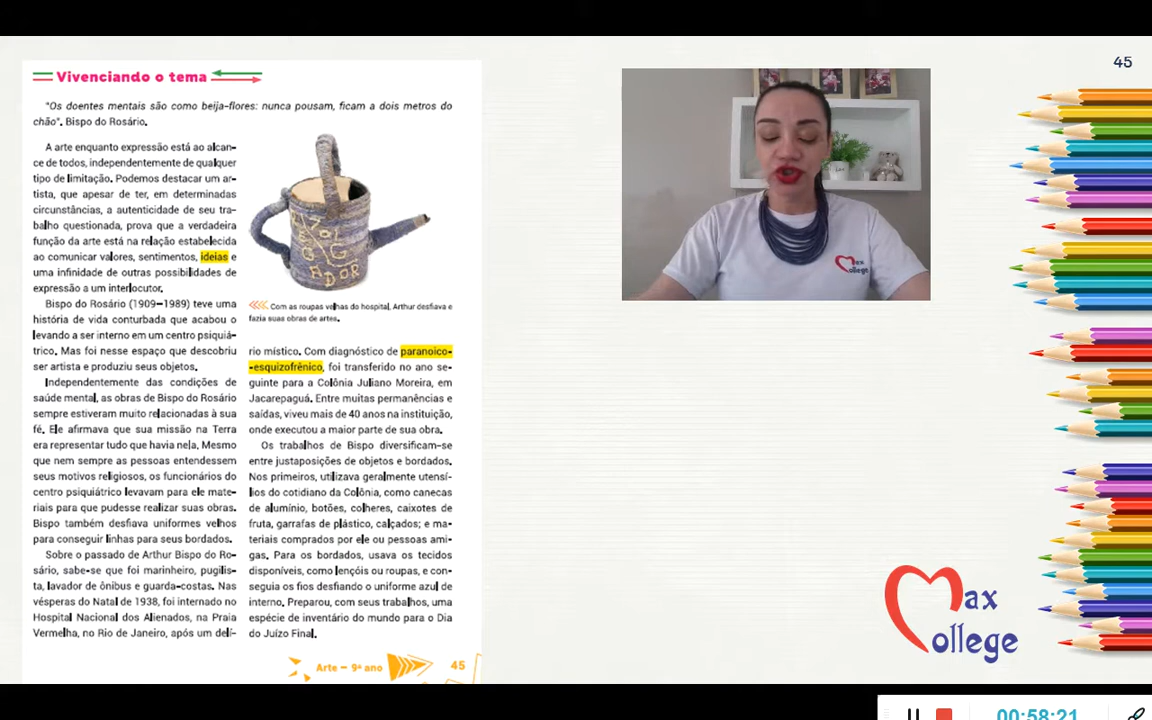 45
Vivenciando o tema
"Os doentes mentais são como beija-flores: nunca pousam, ficam a dois metros do
chão". Bispo do Rosário.
A arte enquanto expressão está ao alcan-
ce de todos, independentemente de qualquer
tipo de limitação. Podemos destacar um ar-
tista, que apesar de ter, em determinadas
circunstâncias, a autenticidade de seu tra-
balho questionada, prova que a verdadeira
função da arte está na relação estabelecida
ao comunicar valores, sentimentos, ideias e
uma infinidade de outras possibilidades de
expressão a um interlocutor.
Bispo do Rosário (1909–1989) teve uma
história de vida conturbada que acabou o
levando a ser interno em um centro psiquiá-
trico. Mas foi nesse espaço que descobriu
ser artista e produziu seus objetos.
Independentemente das condições de
saúde mental, as obras de Bispo do Rosário
sempre estiveram muito relacionadas à sua
fé. Ele afirmava que sua missão na Terra
era representar tudo que havia nela. Mesmo
que nem sempre as pessoas entendessem
seus motivos religiosos, os funcionários do
centro psiquiátrico levavam para ele mate-
riais para que pudesse realizar suas obras.
Bispo também desfiava uniformes velhos
para conseguir linhas para seus bordados.
Sobre o passado de Arthur Bispo do Ro-
sário, sabe-se que foi marinheiro, pugilis-
ta, lavador de ônibus e guarda-costas. Nas
vésperas do Natal de 1938, foi internado no
Hospital Nacional dos Alienados, na Praia
Vermelha, no Rio de Janeiro, após um delí-
Com as roupas velhas do hospital, Arthur desfiava e
fazia suas obras de artes.
rio místico. Com diagnóstico de paranoico-
-esquizofrênico, foi transferido no ano se-
guinte para a Colônia Juliano Moreira, em
Jacarepaguá. Entre muitas permanências e
saídas, viveu mais de 40 anos na instituição,
onde executou a maior parte de sua obra.
Os trabalhos de Bispo diversificam-se
entre justaposições de objetos e bordados.
Nos primeiros, utilizava geralmente utensí-
lios do cotidiano da Colônia, como canecas
de alumínio, botões, colheres, caixotes de
fruta, garrafas de plástico, calçados; e ma-
teriais comprados por ele ou pessoas ami-
gas. Para os bordados, usava os tecidos
disponíveis, como lençóis ou roupas, e con-
seguia os fios desfiando o uniforme azul de
interno. Preparou, com seus trabalhos, uma
espécie de inventário do mundo para o Dia
do Juízo Final.
Arte – 9º ano
45
Max
College
Max
College
00:58:21